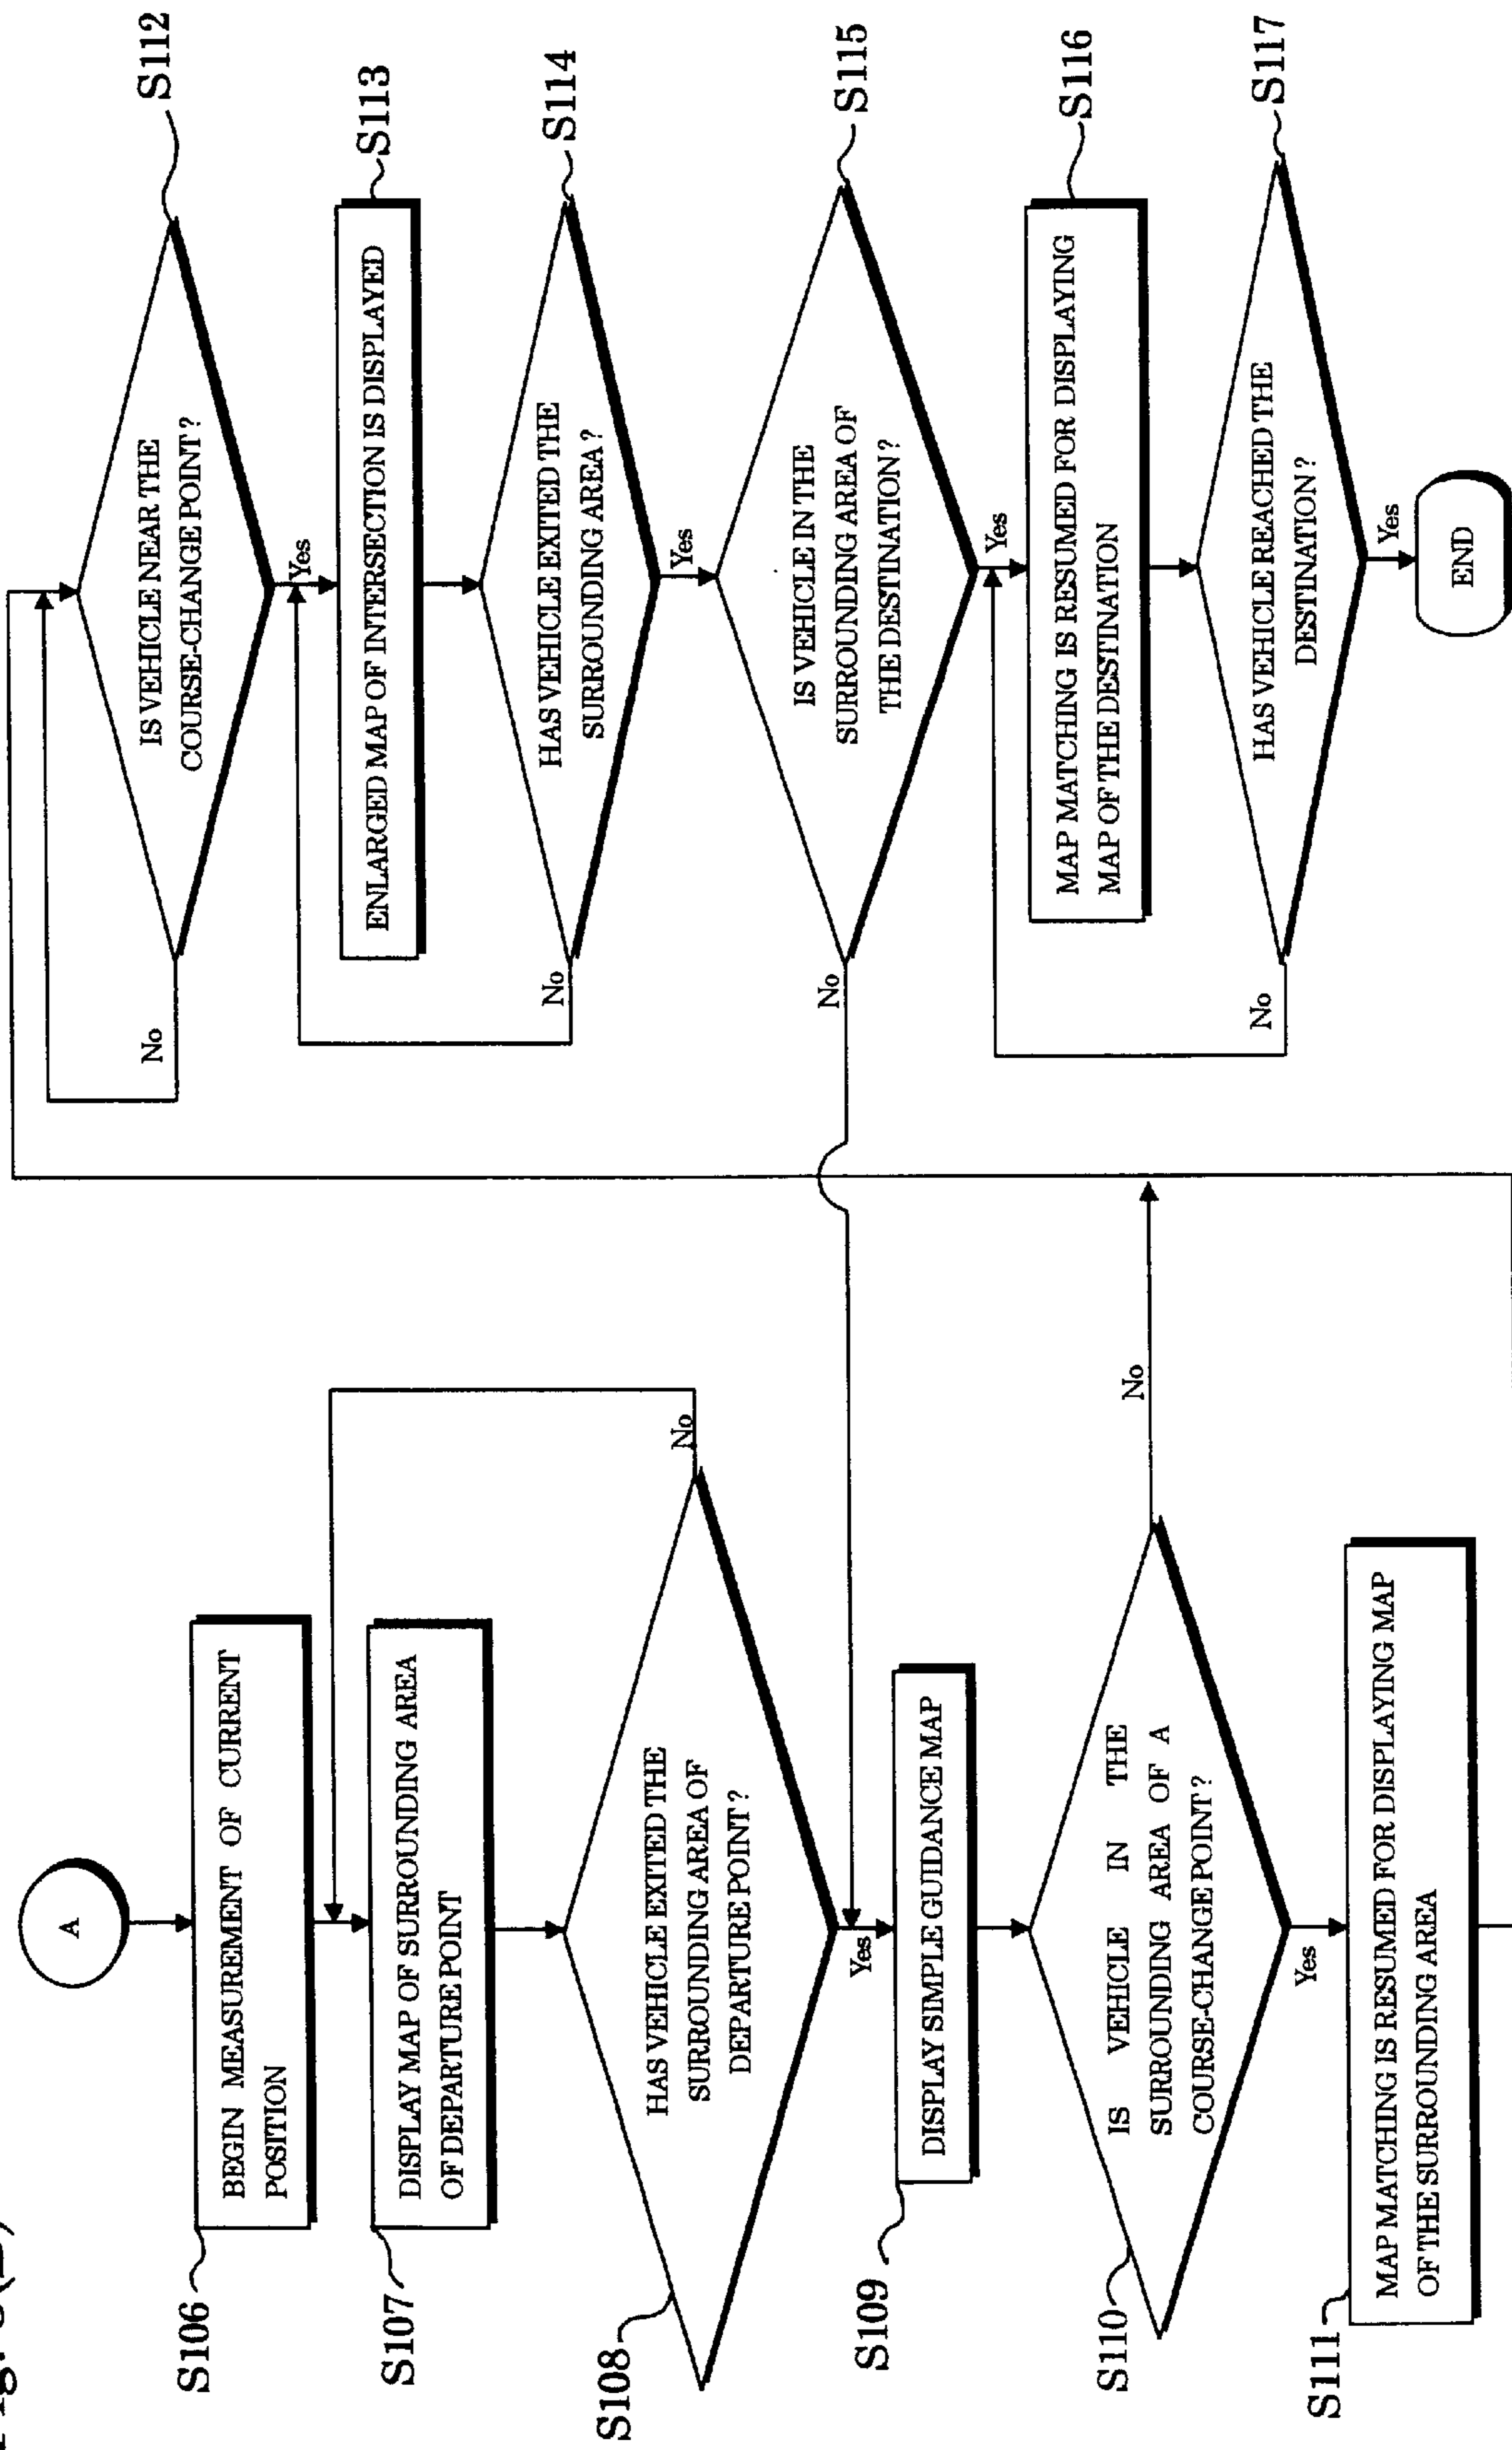 A
S106
BEGIN MEASUREMENT OF CURRENT
POSITION
S107
DISPLAY MAP OF SURROUNDING AREA
OF DEPARTURE POINT
S108
HAS VEHICLE EXITED THE
SURROUNDING AREA OF
DEPARTURE POINT?
No
Yes
S109
DISPLAY SIMPLE GUIDANCE MAP
S110
IS VEHICLE IN THE
SURROUNDING AREA OF A
COURSE-CHANGE POINT?
No
Yes
S111
MAP MATCHING IS RESUMED FOR DISPLAYING MAP
OF THE SURROUNDING AREA
S112
IS VEHICLE NEAR THE
COURSE-CHANGE POINT?
No
Yes
S113
ENLARGED MAP OF INTERSECTION IS DISPLAYED
S114
HAS VEHICLE EXITED THE
SURROUNDING AREA?
No
Yes
S115
IS VEHICLE IN THE
SURROUNDING AREA OF
THE DESTINATION?
No
Yes
S116
MAP MATCHING IS RESUMED FOR DISPLAYING
MAP OF THE DESTINATION
S117
HAS VEHICLE REACHED THE
DESTINATION?
No
Yes
END